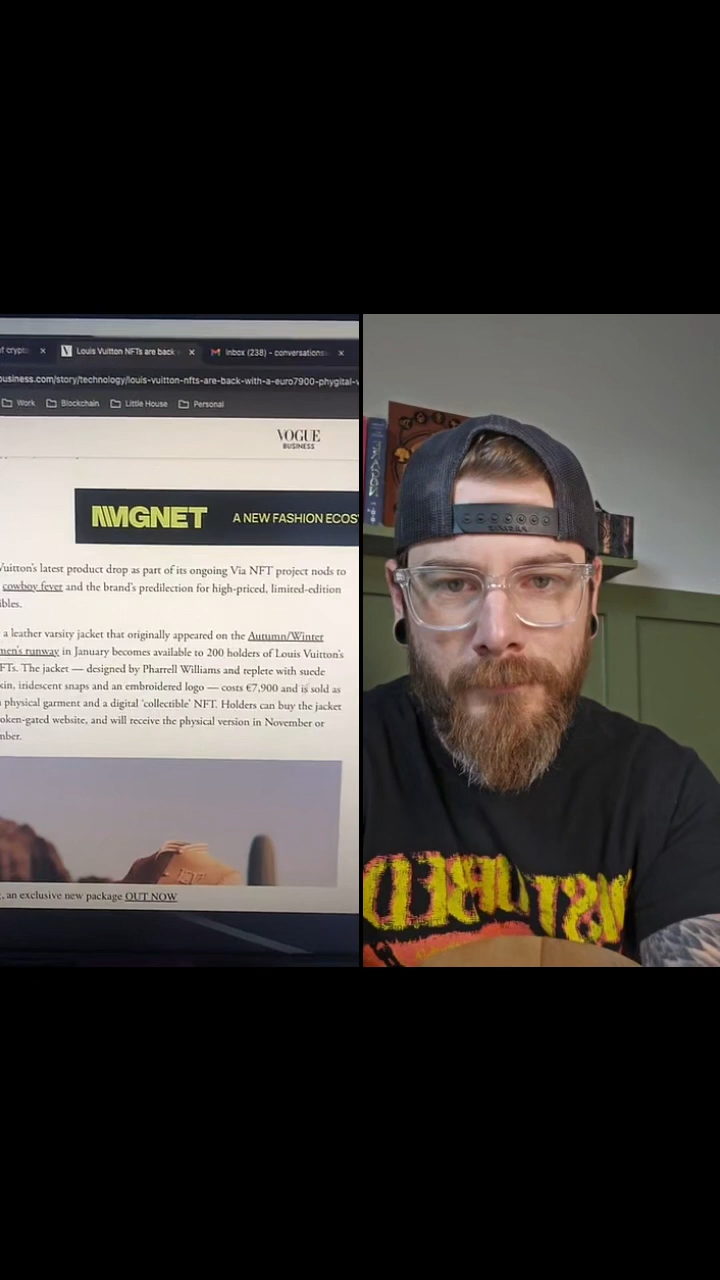 f crypt
Louis Vuitton NFTs are back
Inbox (238) - conversations
business.com/story/technology/louis-vuitton-nfts-are-back-with-a-euro7900-phygital-v
Work
Blockchain
Little House
Personal
VOGUE
BUSINESS
MGNET
A NEW FASHION ECOS
Vuitton's latest product drop as part of its ongoing Via NFT project nods to
cowboy fever and the brand's predilection for high-priced, limited-edition
ibles.
a leather varsity jacket that originally appeared on the Autumn/Winter
men's runway in January becomes available to 200 holders of Louis Vuitton's
FTs. The jacket — designed by Pharrell Williams and replete with suede
kin, iridescent snaps and an embroidered logo — costs €7,900 and is sold as
physical garment and a digital 'collectible' NFT. Holders can buy the jacket
oken-gated website, and will receive the physical version in November or
mber.
, an exclusive new package OUT NOW